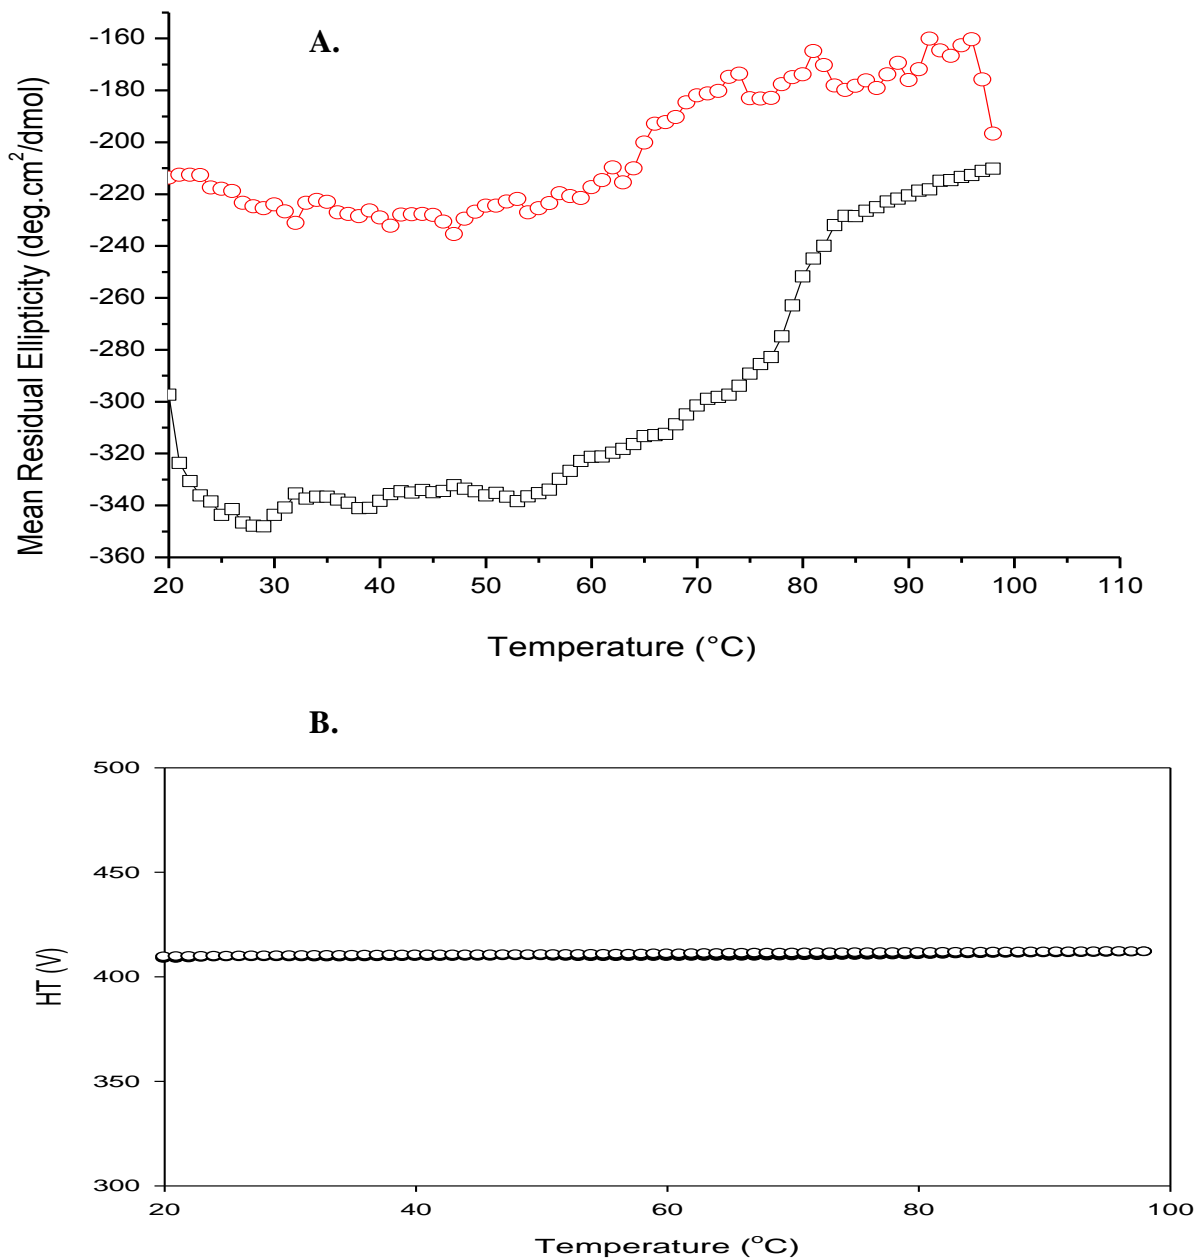 A.
Mean Residual Ellipticity (deg.cm²/dmol)
-160
-180
-200
-220
-240
-260
-280
-300
-320
-340
-360
20 30 40 50 60 70 80 90 100 110
Temperature (°C)
B.
HT (V)
500
450
400
350
300
20 40 60 80 100
Temperature (°C)